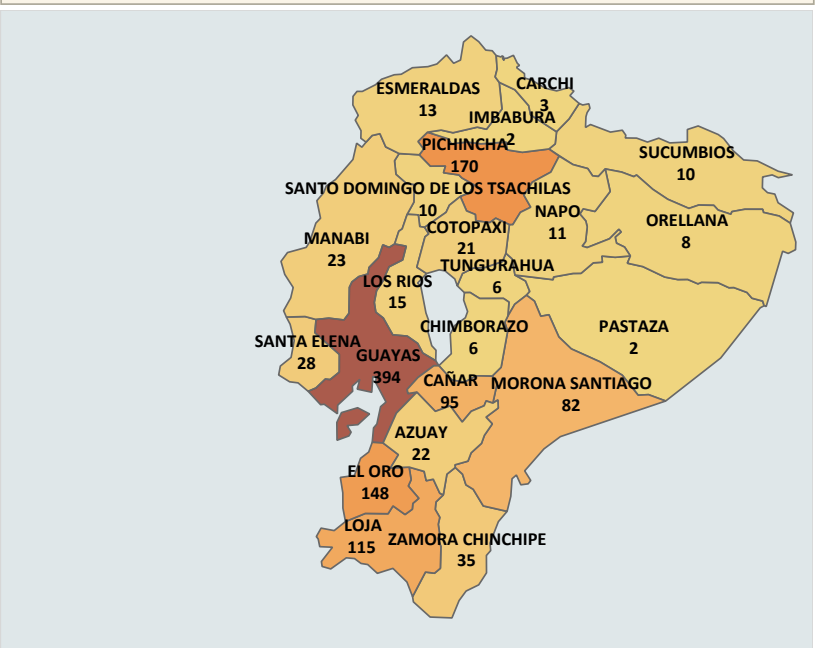 CARCHI
3
ESMERALDAS
13
IMBABURA
2
PICHINCHA
170
SUCUMBIOS
10
SANTO DOMINGO DE LOS TSACHILAS
10
NAPO
11
ORELLANA
8
COTOPAXI
21
MANABI
23
TUNGURAHUA
6
LOS RIOS
15
CHIMBORAZO
6
PASTAZA
2
SANTA ELENA
28
GUAYAS
394
CAÑAR
95
MORONA SANTIAGO
82
AZUAY
22
EL ORO
148
LOJA
115
ZAMORA CHINCHIPE
35